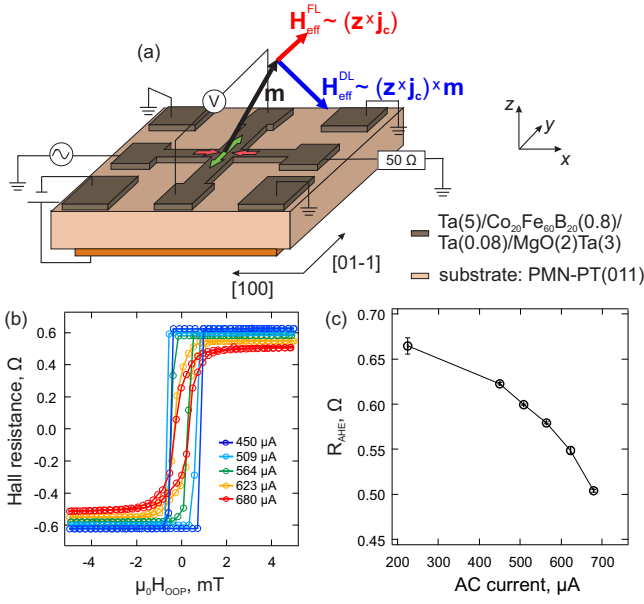 (a)
H_eff^FL ~ (z × j_c)
V
m
H_eff^DL ~ (z × j_c) × m
z
y
x
50 Ω
Ta(5)/Co₂₀Fe₆₀B₂₀(0.8)/
Ta(0.08)/MgO(2)Ta(3)
[01-1]
[100]
substrate: PMN-PT(011)
(b)
Hall resistance, Ω
0.6
0.4
0.2
0.0
-0.2
-0.4
-0.6
450 µA
509 µA
564 µA
623 µA
680 µA
-4 -2 0 2 4
µ₀H_OOP, mT
(c)
R_AHE, Ω
0.70
0.65
0.60
0.55
0.50
0.45
200 300 400 500 600 700
AC current, µA